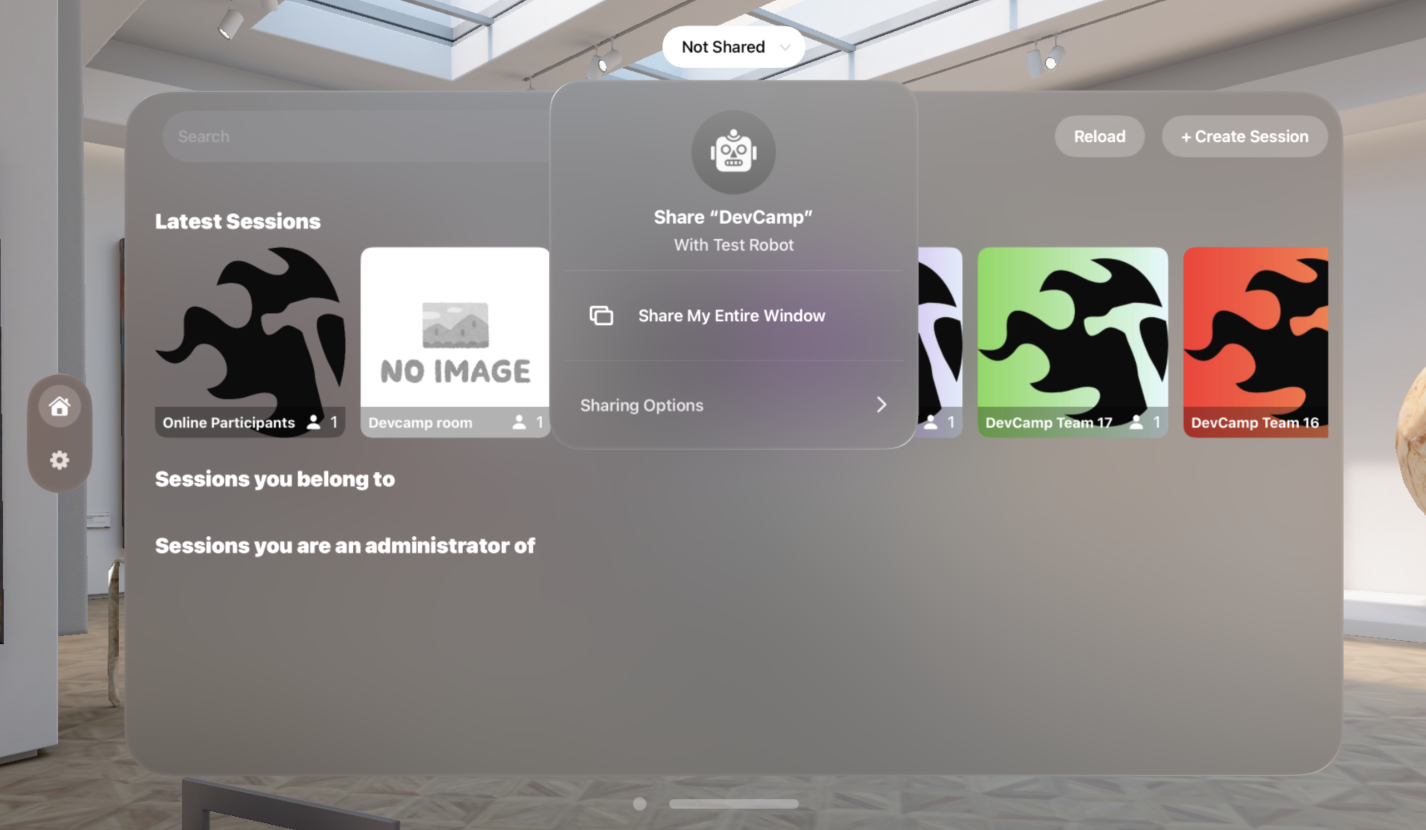 Not Shared
Search
Reload
+ Create Session
Share “DevCamp”
With Test Robot
Share My Entire Window
Sharing Options
Latest Sessions
Online Participants 1
NO IMAGE
Devcamp room 1
1
DevCamp Team 17 1
DevCamp Team 16
Sessions you belong to
Sessions you are an administrator of